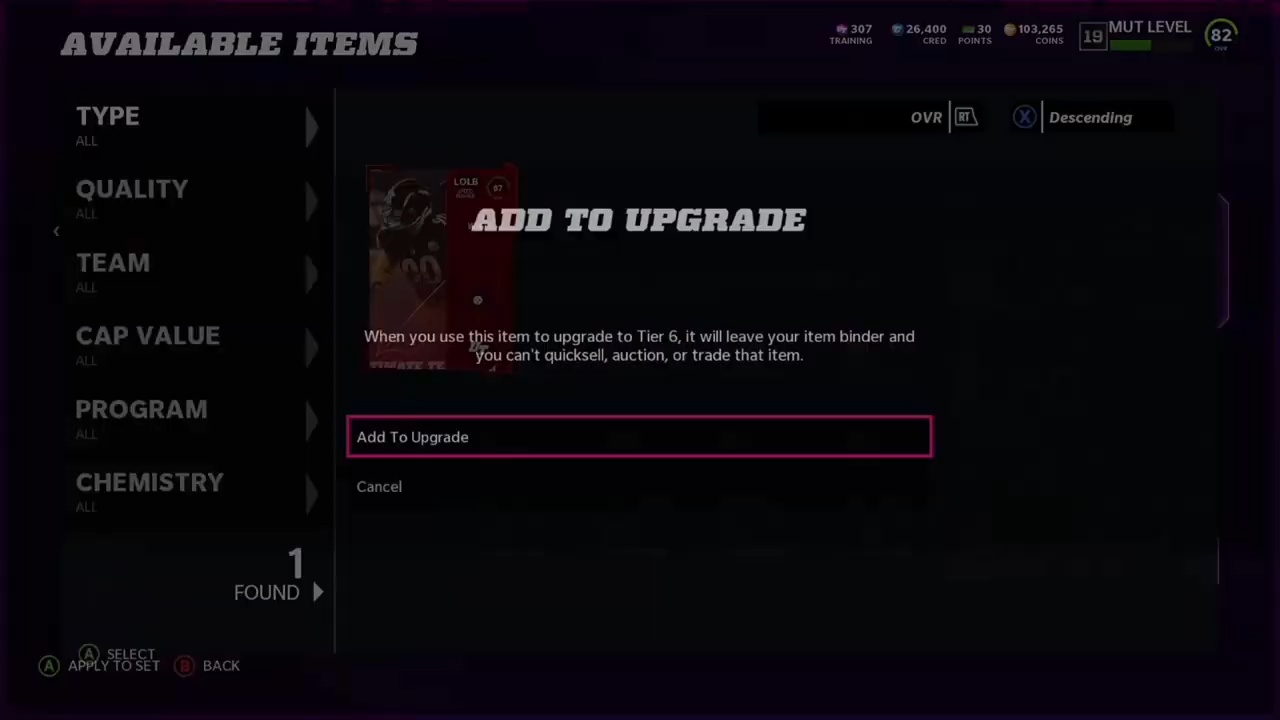 AVAILABLE ITEMS
307
TRAINING
26,400
CRED
30
POINTS
103,265
COINS
19
MUT LEVEL
82
OVR
TYPE
ALL
QUALITY
ALL
TEAM
ALL
CAP VALUE
ALL
PROGRAM
ALL
CHEMISTRY
ALL
1
FOUND
OVR RT
X Descending
LOLB
87
90
ADD TO UPGRADE
When you use this item to upgrade to Tier 6, it will leave your item binder and
you can't quicksell, auction, or trade that item.
Add To Upgrade
Cancel
A SELECT
A APPLY TO SET B BACK